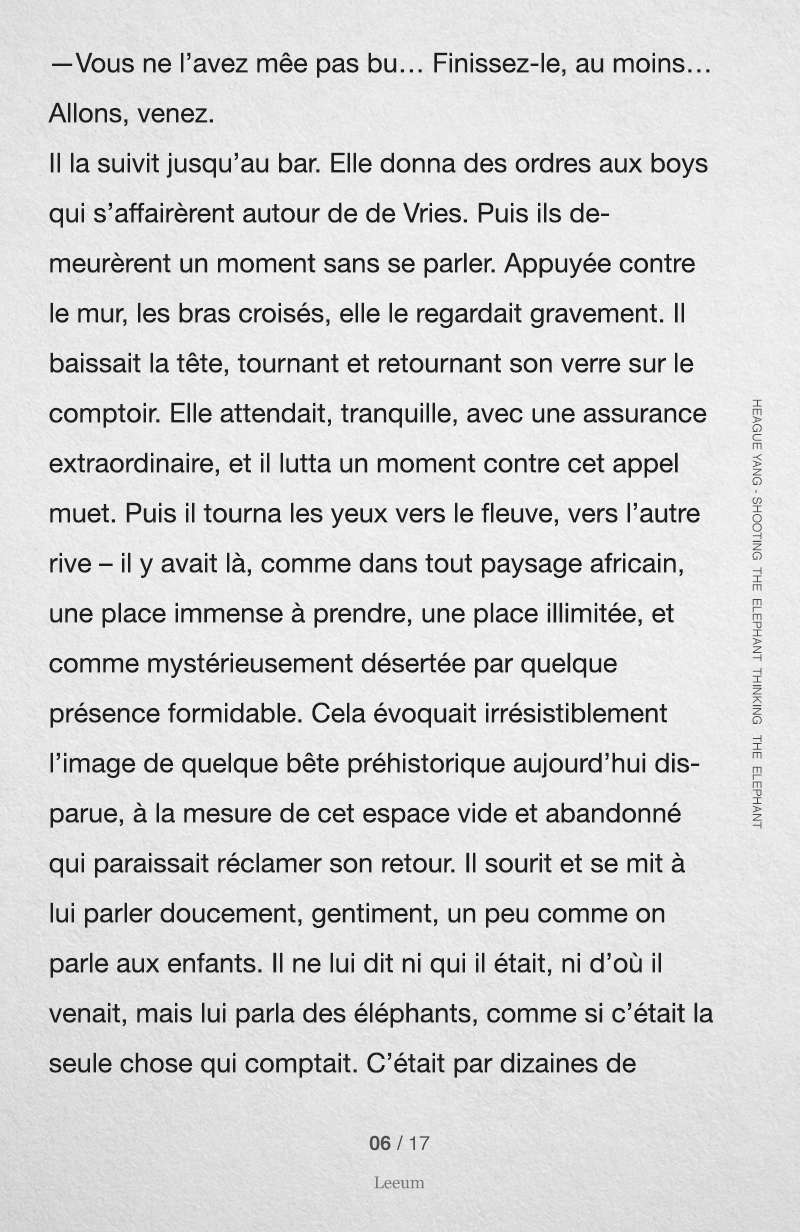 —Vous ne l’avez mêe pas bu… Finissez-le, au moins…
Allons, venez.
Il la suivit jusqu’au bar. Elle donna des ordres aux boys
qui s’affairèrent autour de de Vries. Puis ils de-
meurèrent un moment sans se parler. Appuyée contre
le mur, les bras croisés, elle le regardait gravement. Il
baissait la tête, tournant et retournant son verre sur le
comptoir. Elle attendait, tranquille, avec une assurance
extraordinaire, et il lutta un moment contre cet appel
muet. Puis il tourna les yeux vers le fleuve, vers l’autre
rive – il y avait là, comme dans tout paysage africain,
une place immense à prendre, une place illimitée, et
comme mystérieusement désertée par quelque
présence formidable. Cela évoquait irrésistiblement
l’image de quelque bête préhistorique aujourd’hui dis-
parue, à la mesure de cet espace vide et abandonné
qui paraissait réclamer son retour. Il sourit et se mit à
lui parler doucement, gentiment, un peu comme on
parle aux enfants. Il ne lui dit ni qui il était, ni d’où il
venait, mais lui parla des éléphants, comme si c’était la
seule chose qui comptait. C’était par dizaines de
HEAGUE YANG - SHOOTING THE ELEPHANT THINKING THE ELEPHANT
06 / 17
Leeum